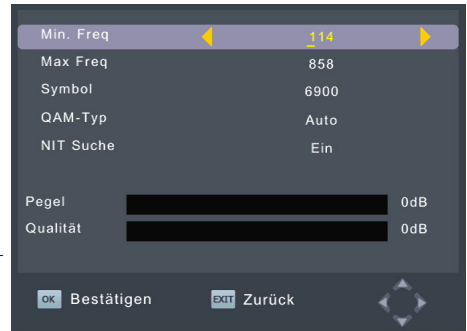 Min. Freq 114
Max Freq 858
Symbol 6900
QAM-Typ Auto
NIT Suche Ein
Pegel 0dB
Qualität 0dB
OK Bestätigen EXIT Zurück